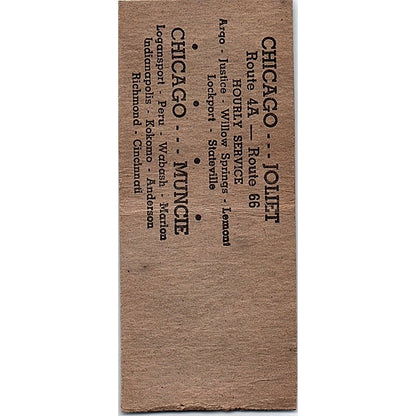 CHICAGO - - - JOLIET
Route 4A — Route 66
HOURLY SERVICE
Argo - Justice - Willow Springs - Lemont
Lockport - Stateville
CHICAGO - - - MUNCIE
Logansport - Peru - Wabash - Marion
Indianapolis - Kokomo - Anderson
Richmond - Cincinnati